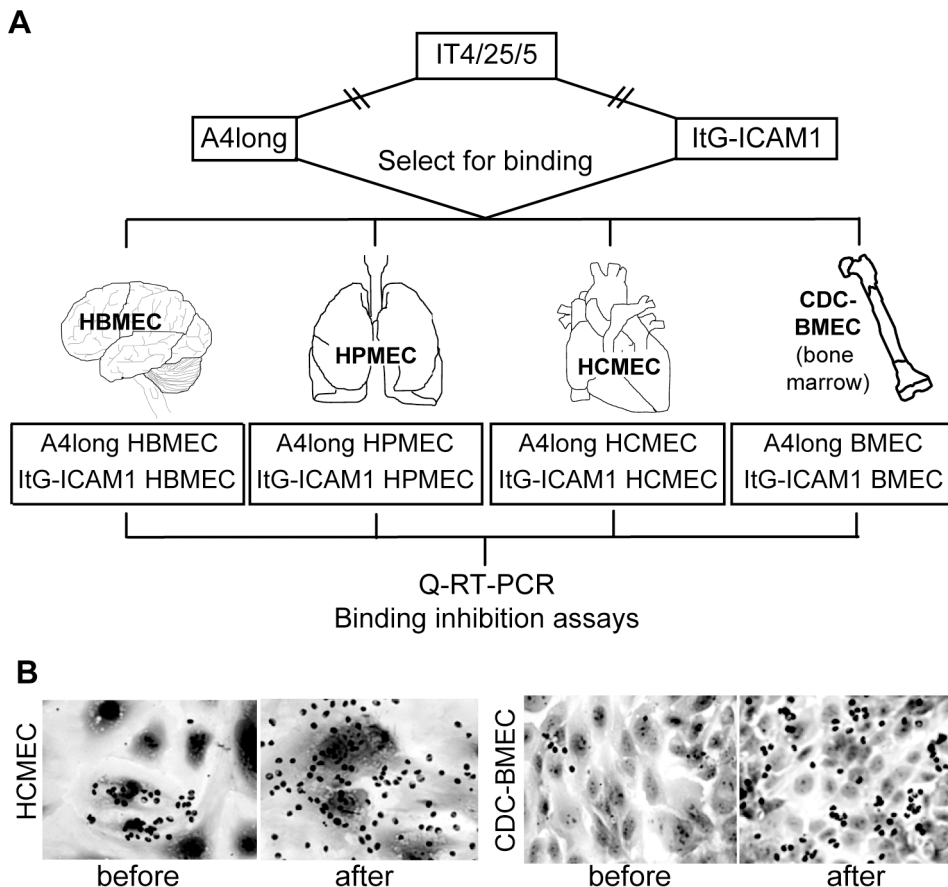 A
IT4/25/5
A4long
ItG-ICAM1
Select for binding
HBMEC
HPMEC
HCMEC
CDC-
BMEC
(bone
marrow)
A4long HBMEC
ItG-ICAM1 HBMEC
A4long HPMEC
ItG-ICAM1 HPMEC
A4long HCMEC
ItG-ICAM1 HCMEC
A4long BMEC
ItG-ICAM1 BMEC
Q-RT-PCR
Binding inhibition assays
B
HCMEC
before
after
CDC-BMEC
before
after